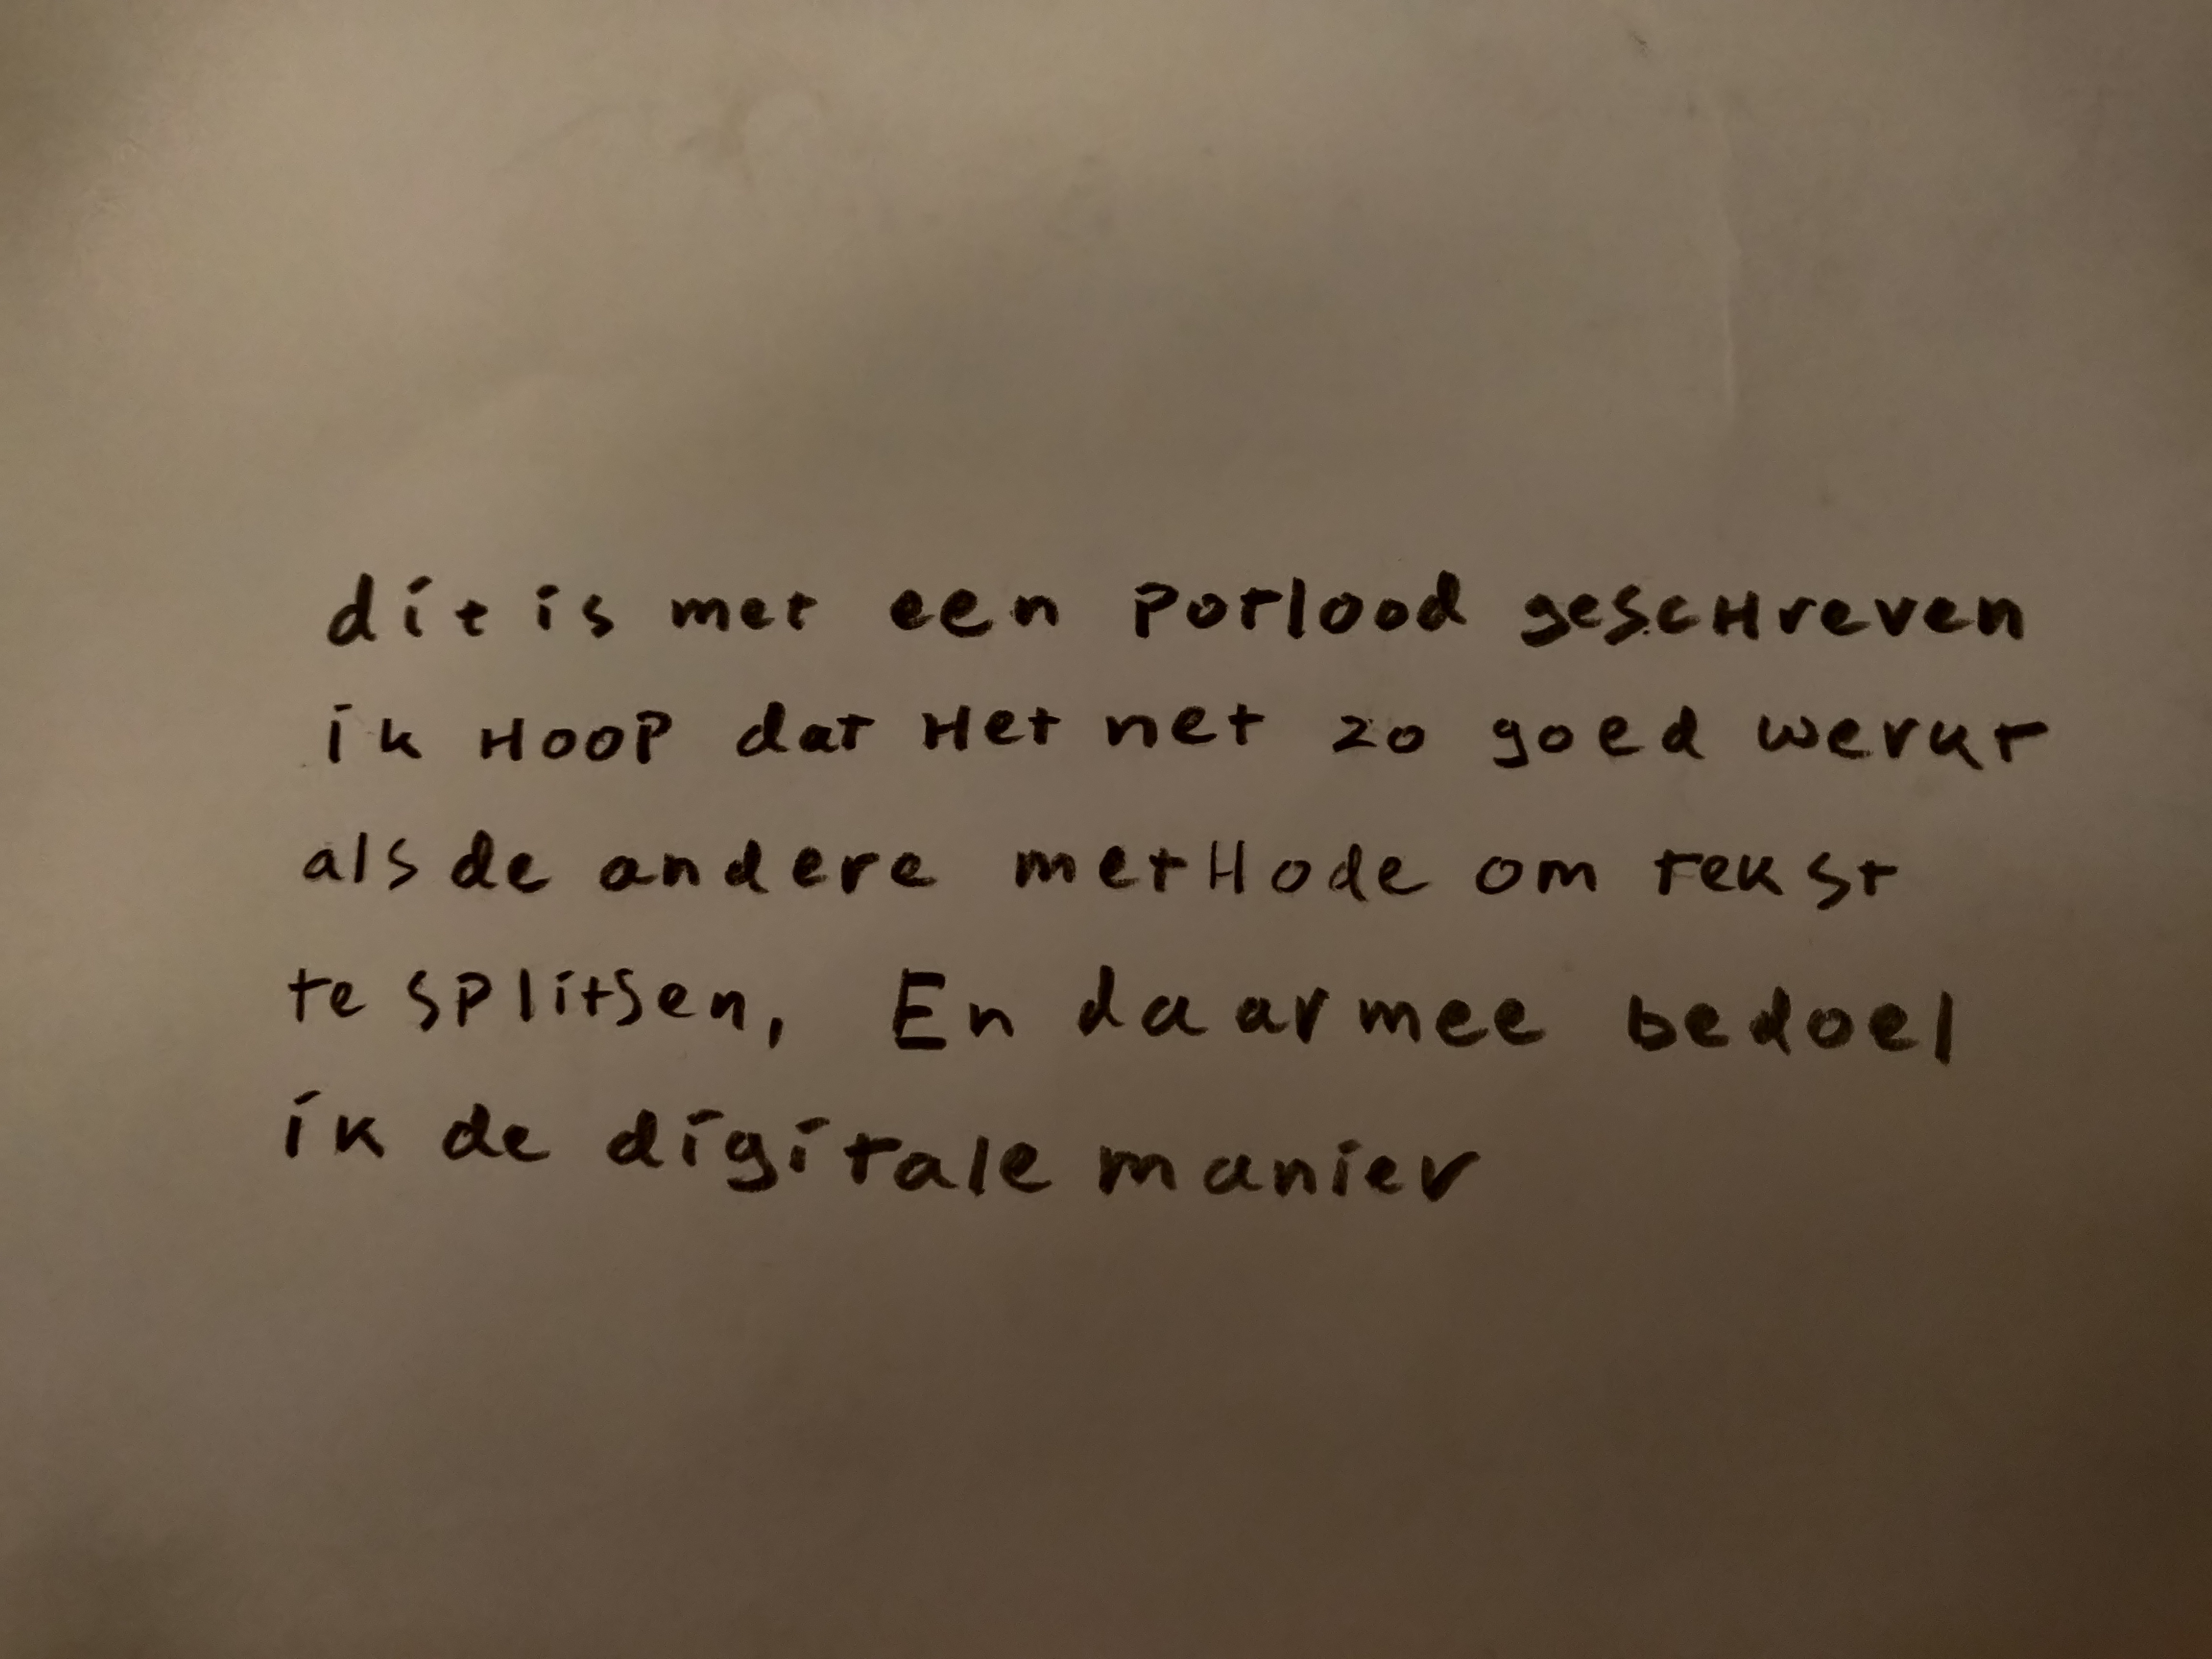 dit is met een Potlood gescHreven
ik HooP dat Het net zo goed werkt
als de andere metHode om tekst
te sPlitsen, En daarmee bedoel
ik de digitale manier